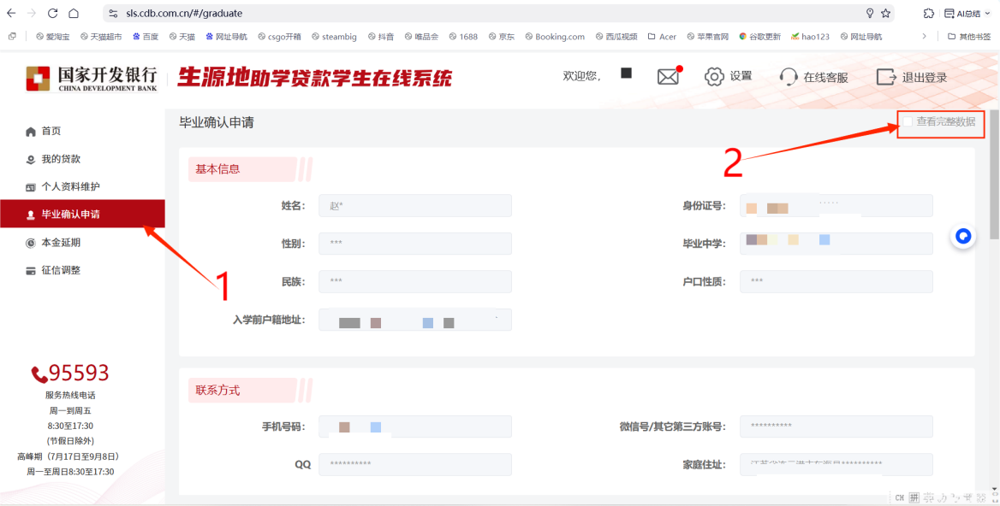 sls.cdb.com.cn/#/graduate
AI总结
爱淘宝 天猫超市 百度 天猫 网址导航 csgo开箱 steambig 抖音 唯品会 1688 京东 Booking.com 西瓜视频 Acer 苹果官网 谷歌更新 hao123 网址导航 其他书签
国家开发银行
CHINA DEVELOPMENT BANK
生源地助学贷款学生在线系统
欢迎您,
设置
在线客服
退出登录
首页
我的贷款
个人资料维护
毕业确认申请
本金延期
征信调整
1
95593
服务热线电话
周一到周五
8:30至17:30
(节假日除外)
高峰期（7月17日至9月8日）
周一至周日8:30至17:30
毕业确认申请
查看完整数据
2
基本信息
姓名： 赵*
身份证号：
性别： ***
毕业中学：
民族： ***
户口性质： ***
入学前户籍地址：
联系方式
手机号码：
微信号/其它第三方账号： **********
QQ **********
家庭住址： **********
CH 拼